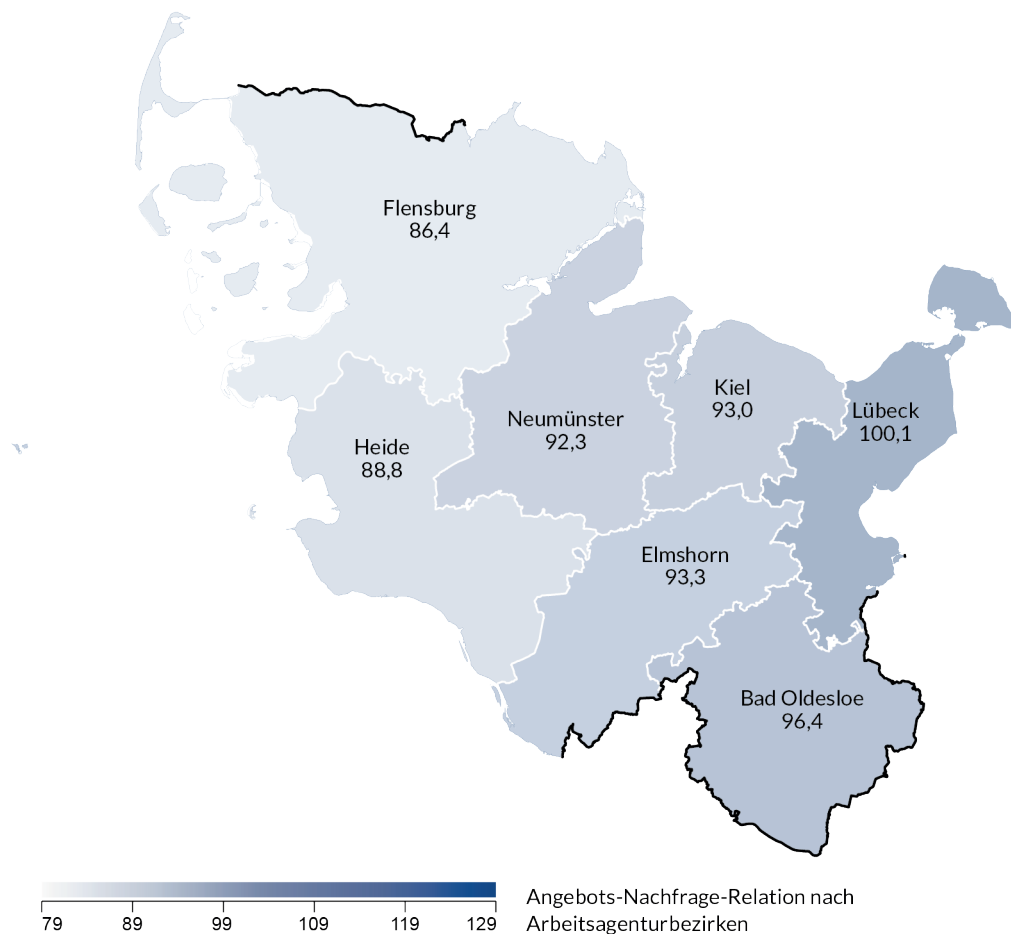 Flensburg
86,4
Kiel
93,0
Lübeck
100,1
Neumünster
92,3
Heide
88,8
Elmshorn
93,3
Bad Oldesloe
96,4
79 89 99 109 119 129
Angebots-Nachfrage-Relation nach
Arbeitsagenturbezirken